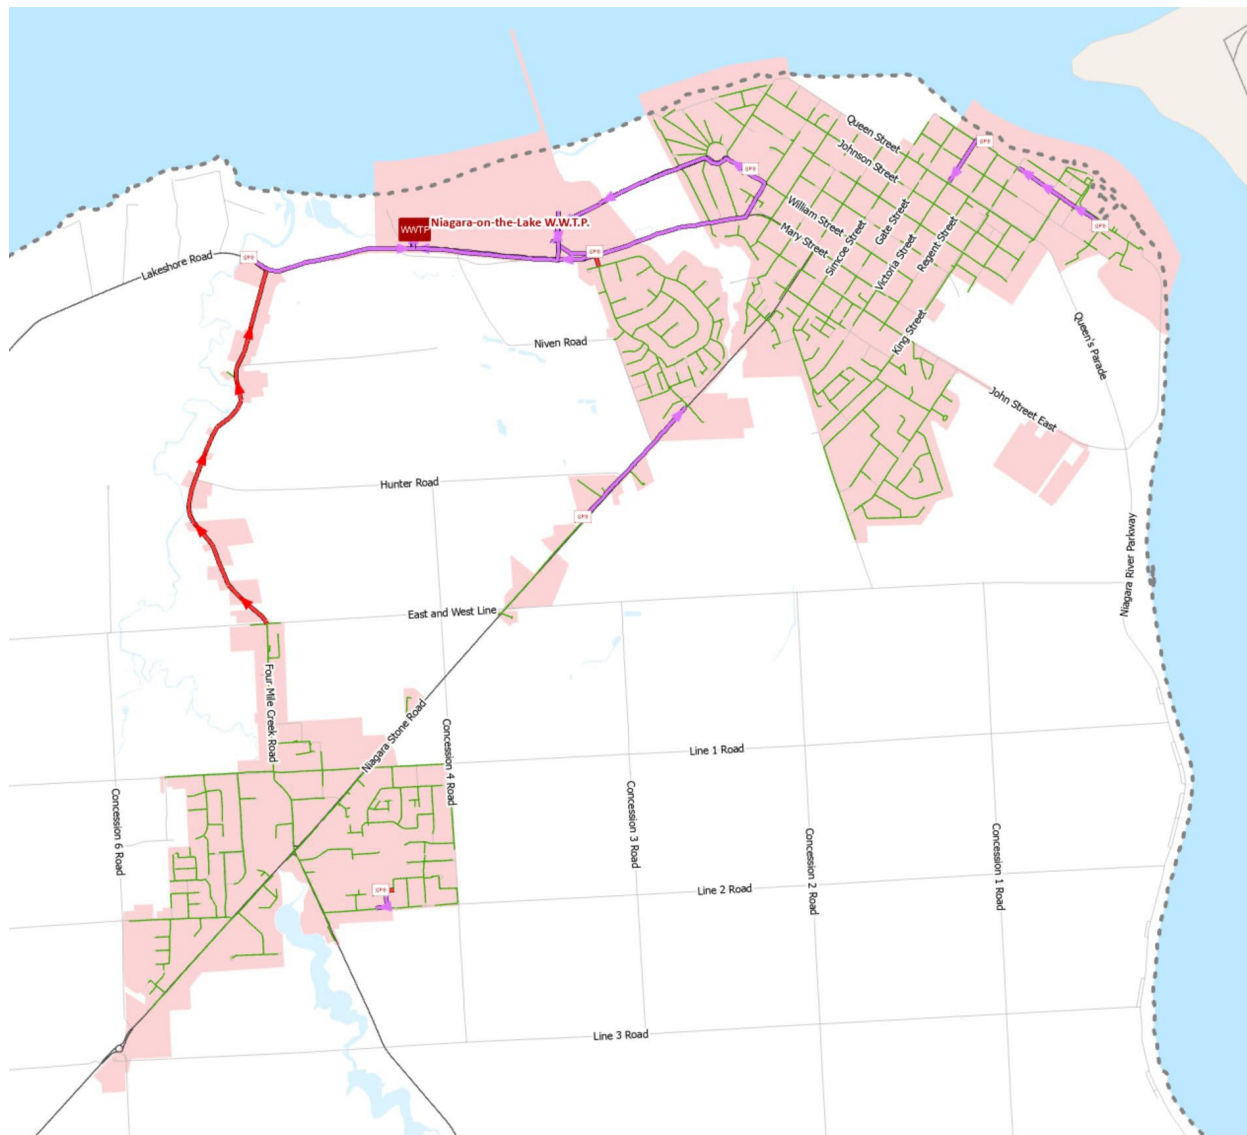 Queen Street
Johnson Street
William Street
Mary Street
Simcoe Street
Gate Street
Victoria Street
Regent Street
King Street
WWTP
Niagara-on-the-Lake W.W.T.P.
Lakeshore Road
Niven Road
Queen's Parade
John Street East
Hunter Road
Niagara River Parkway
East and West Line
Four Mile Creek Road
Niagara Stone Road
Concession 4 Road
Line 1 Road
Concession 6 Road
Concession 3 Road
Concession 2 Road
Concession 1 Road
Line 2 Road
Line 3 Road